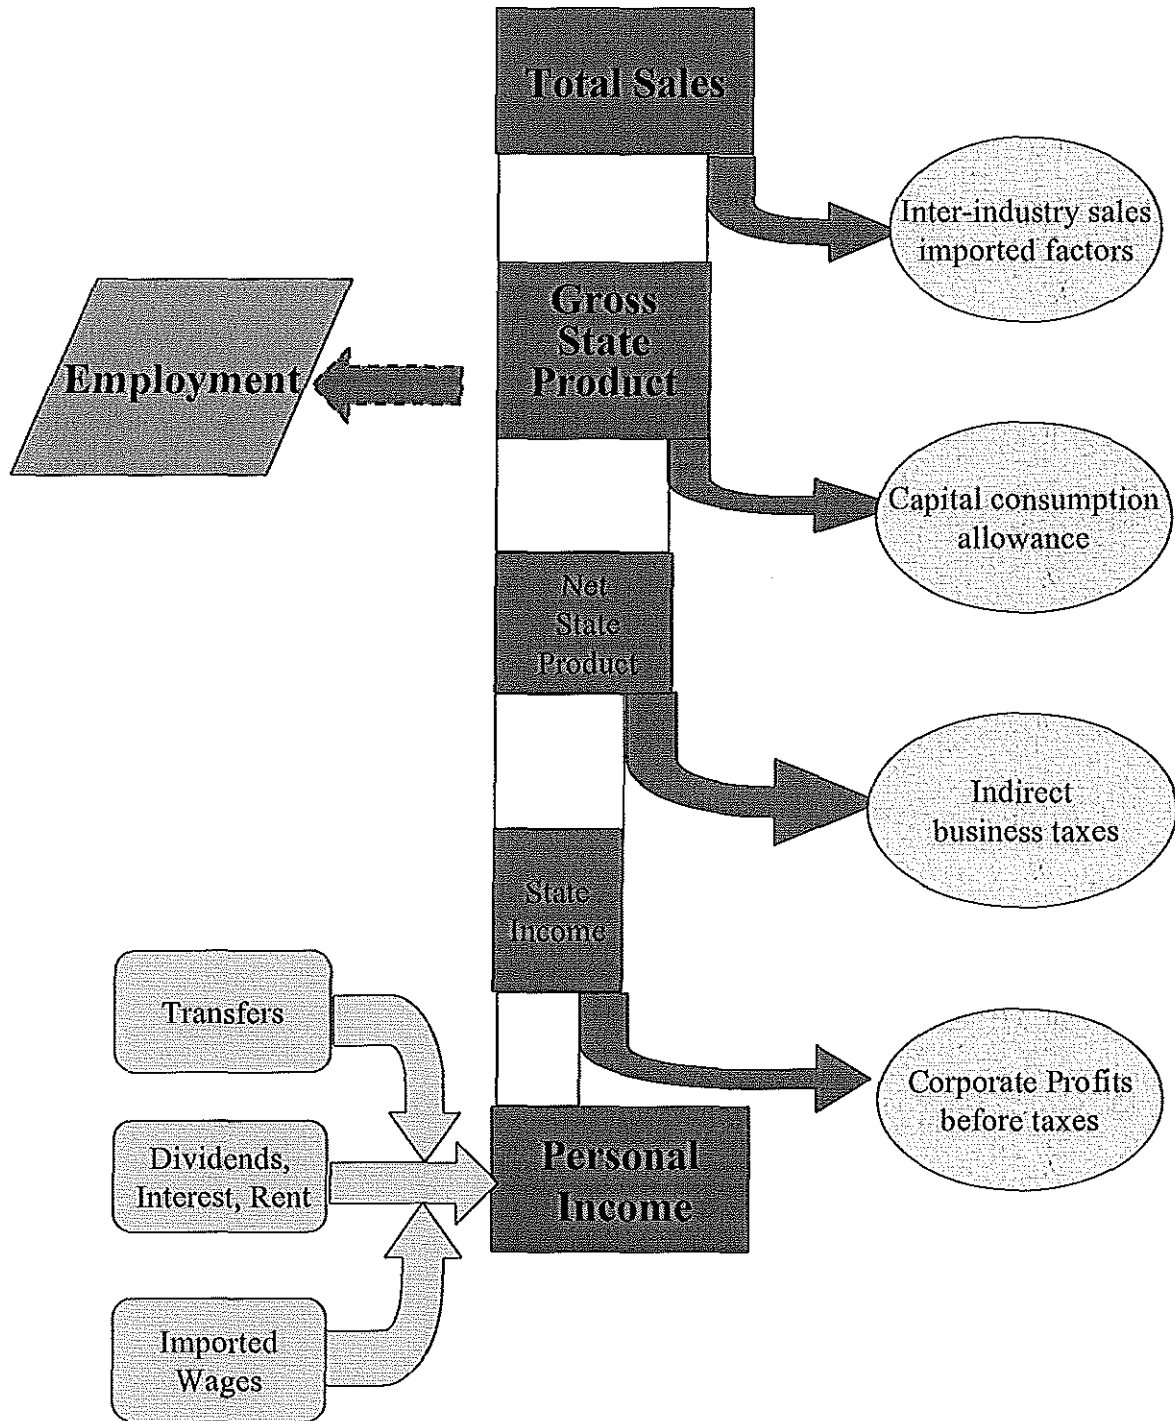 Total Sales
Inter-industry sales
imported factors
Gross
State
Product
Employment
Capital consumption
allowance
Net
State
Product
Indirect
business taxes
State
Income
Transfers
Corporate Profits
before taxes
Dividends,
Interest, Rent
Personal
Income
Imported
Wages